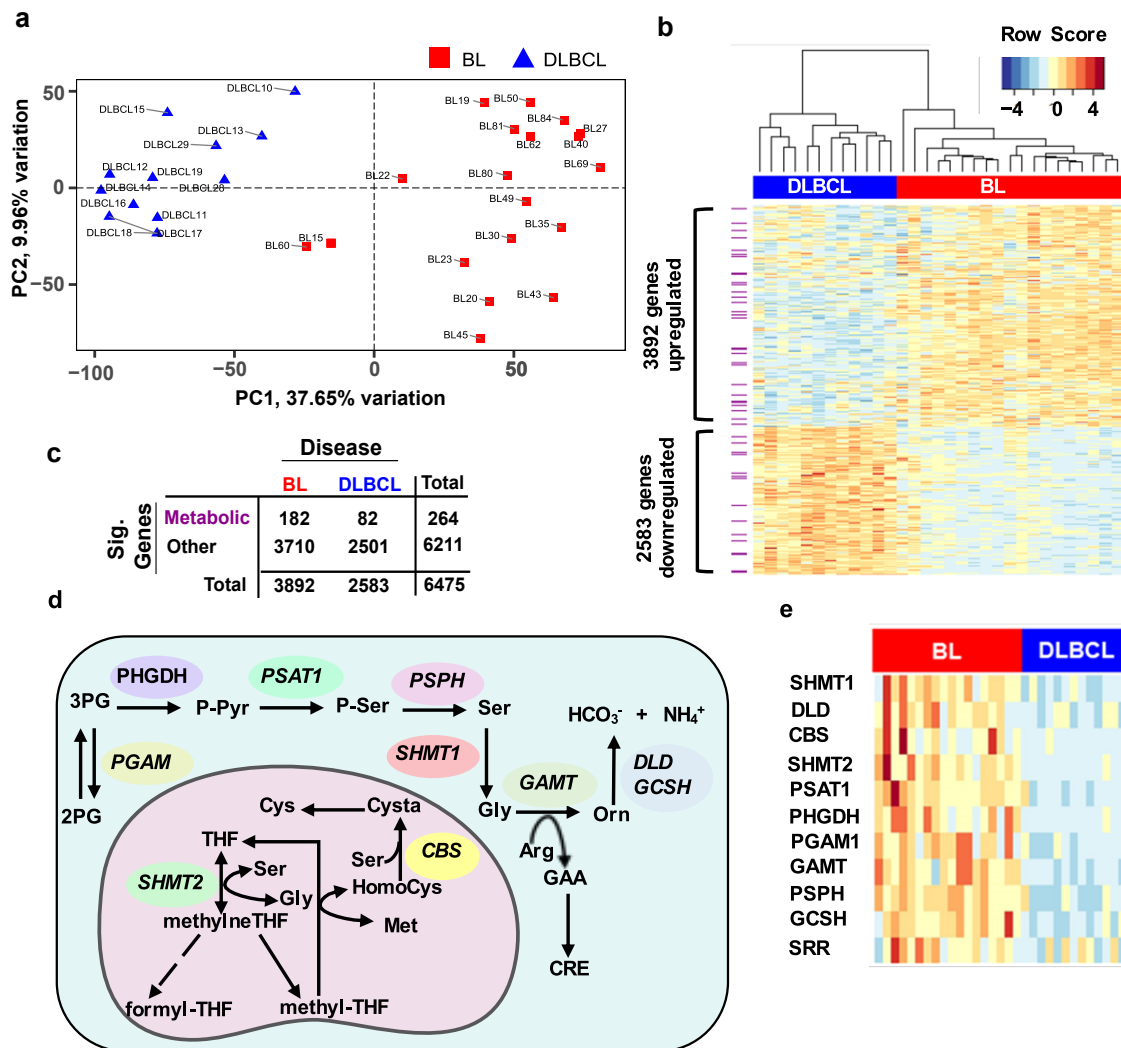 a
BL DLBCL
50
0
−50
−100
−50
0
50
PC2, 9.96% variation
PC1, 37.65% variation
DLBCL10
DLBCL15
DLBCL13
DLBCL29
DLBCL12
DLBCL19
DLBCL14
DLBCL28
DLBCL16
DLBCL11
DLBCL18
DLBCL17
BL19
BL50
BL84
BL81
BL27
BL62
BL40
BL69
BL22
BL80
BL49
BL35
BL15
BL60
BL30
BL23
BL20
BL43
BL45
b
Row Score
−4 0 4
DLBCL BL
3892 genes
upregulated
2583 genes
downregulated
c
Disease
BL DLBCL Total
Sig.
Genes
Metabolic 182 82 264
Other 3710 2501 6211
Total 3892 2583 6475
d
PHGDH
PSAT1
PSPH
3PG
P-Pyr
P-Ser
Ser
HCO3- + NH4+
PGAM
SHMT1
GAMT
DLD
GCSH
2PG
Cys
Cysta
Gly
Orn
THF
Ser
CBS
Arg
Ser
SHMT2
Gly
HomoCys
GAA
methylneTHF
Met
CRE
formyl-THF
methyl-THF
e
BL DLBCL
SHMT1
DLD
CBS
SHMT2
PSAT1
PHGDH
PGAM1
GAMT
PSPH
GCSH
SRR